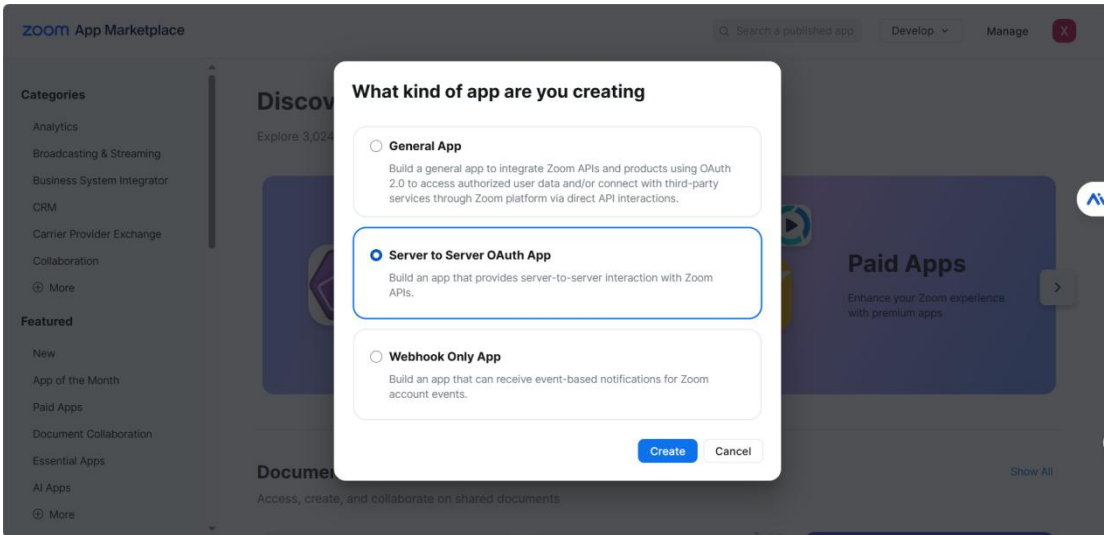 zoom App Marketplace
Search a published app
Develop
Manage
X
Categories
Analytics
Broadcasting & Streaming
Business System Integrator
CRM
Carrier Provider Exchange
Collaboration
More
Featured
New
App of the Month
Paid Apps
Document Collaboration
Essential Apps
AI Apps
More
Discov
Explore 3,024
What kind of app are you creating
General App
Build a general app to integrate Zoom APIs and products using OAuth
2.0 to access authorized user data and/or connect with third-party
services through Zoom platform via direct API interactions.
Server to Server OAuth App
Build an app that provides server-to-server interaction with Zoom
APIs.
Webhook Only App
Build an app that can receive event-based notifications for Zoom
account events.
Create
Cancel
Paid Apps
Enhance your Zoom experience
with premium apps
Docume
Show All
Access, create, and collaborate on shared documents